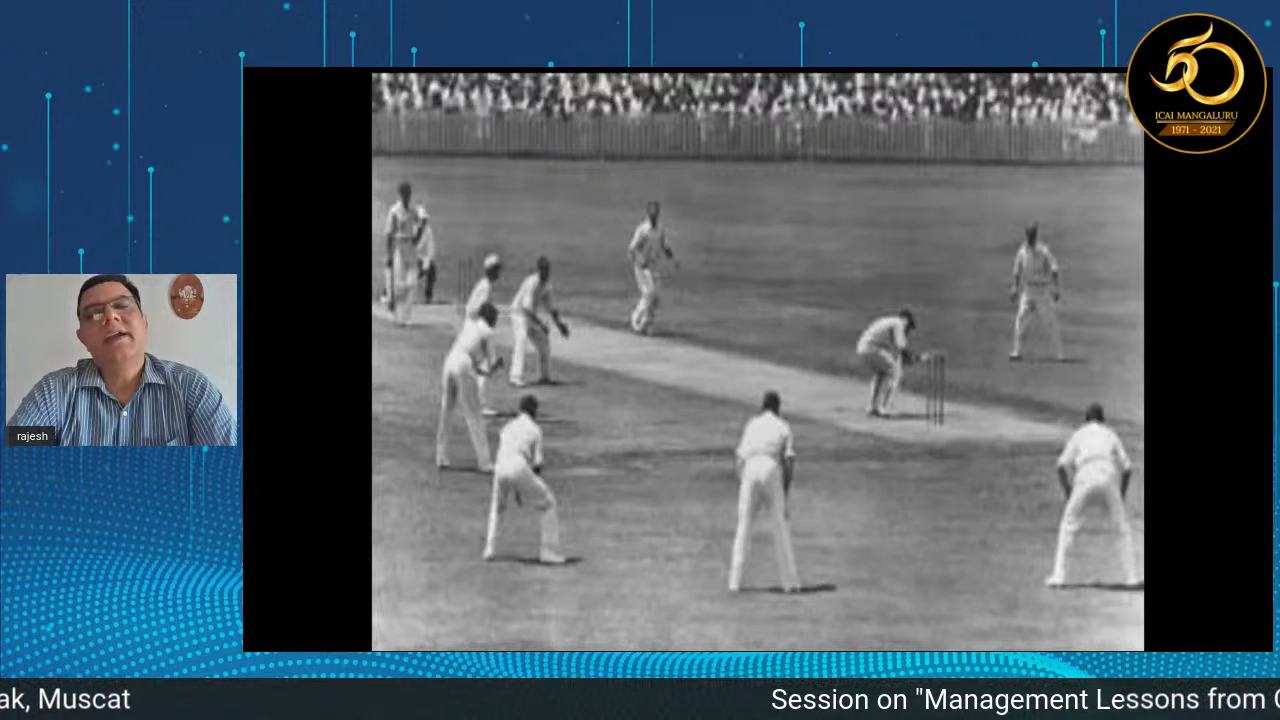 50
ICAI MANGALURU
1971 - 2021
rajesh
ak, Muscat
Session on "Management Lessons from